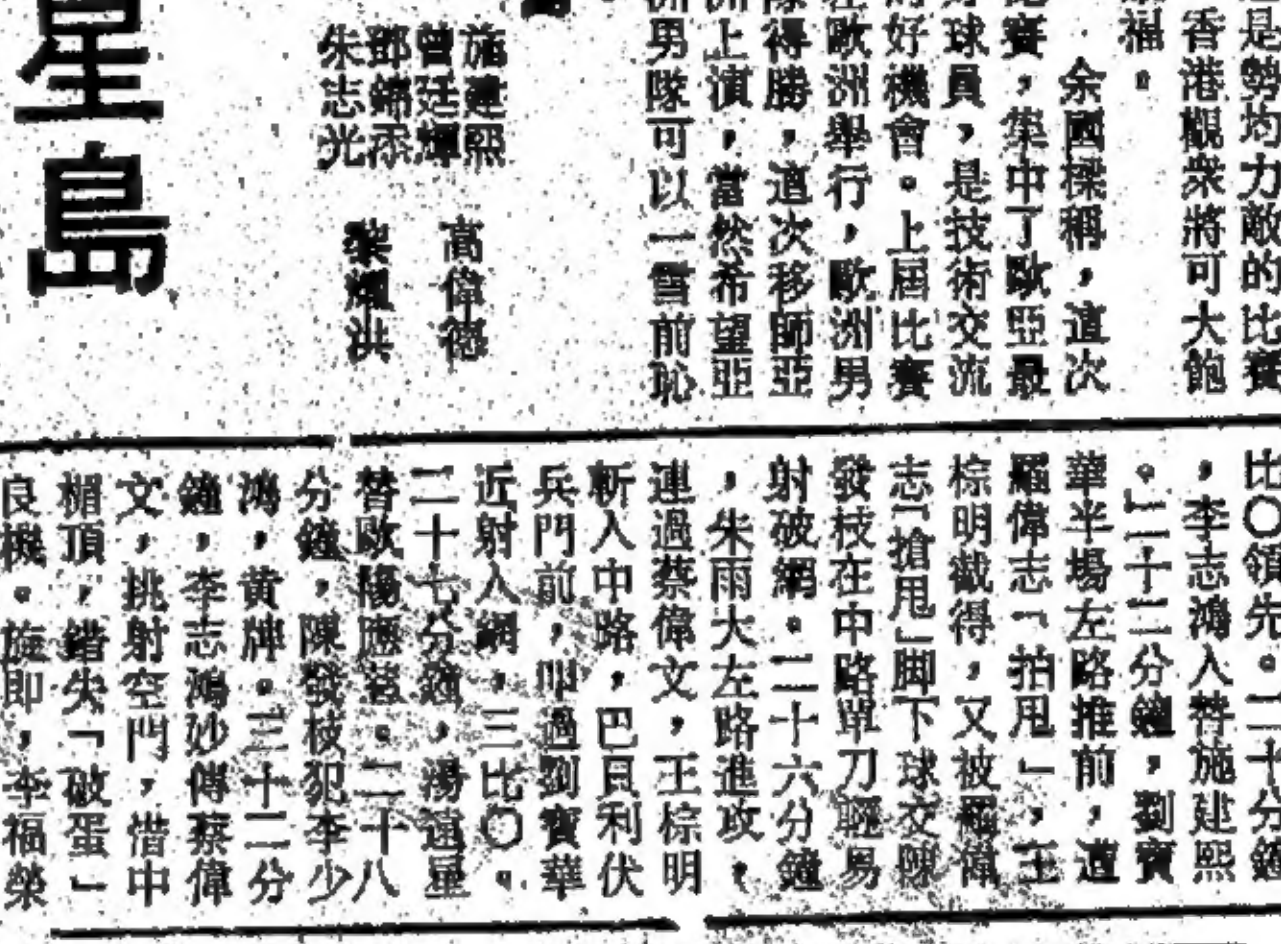 是勢均力敵的比賽
香港觀衆將可大飽
福。
余國樑稱，這次
賽，集中了歐亞最
球員，是技術交流
好機會。上屆比賽
在歐洲舉行，歐洲男
隊得勝，這次移師亞
洲上演，當然希望亞
洲男隊可以一雪前恥
施建熙
曾廷輝
鄧錦添
朱志光
高偉德
洪
星島
比〇領先。二十分鐘
，李志鴻入替施建熙
。二十二分鐘，劉寶
華半場左路推前，遭
羅偉志「拍甩」，王
棕明截得，又被羅偉
志「搶甩」脚下球交陳
發枝在中路單刀輕易
射破網。二十六分鐘
，朱雨大左路進攻，
連過蔡偉文，王棕明
斬入中路，巴貝利伏
兵門前，叩過劉寶華
近射入網，三比〇。
二十七分鐘，湯遠星
替歐陽應
。二十八
分鐘，陳發枝犯李少
鴻，黃牌。三十二分
鐘，李志鴻妙傳蔡偉
文，挑射空門，惜中
楣頂，錯失「破蛋」
良機。旋即，李福榮